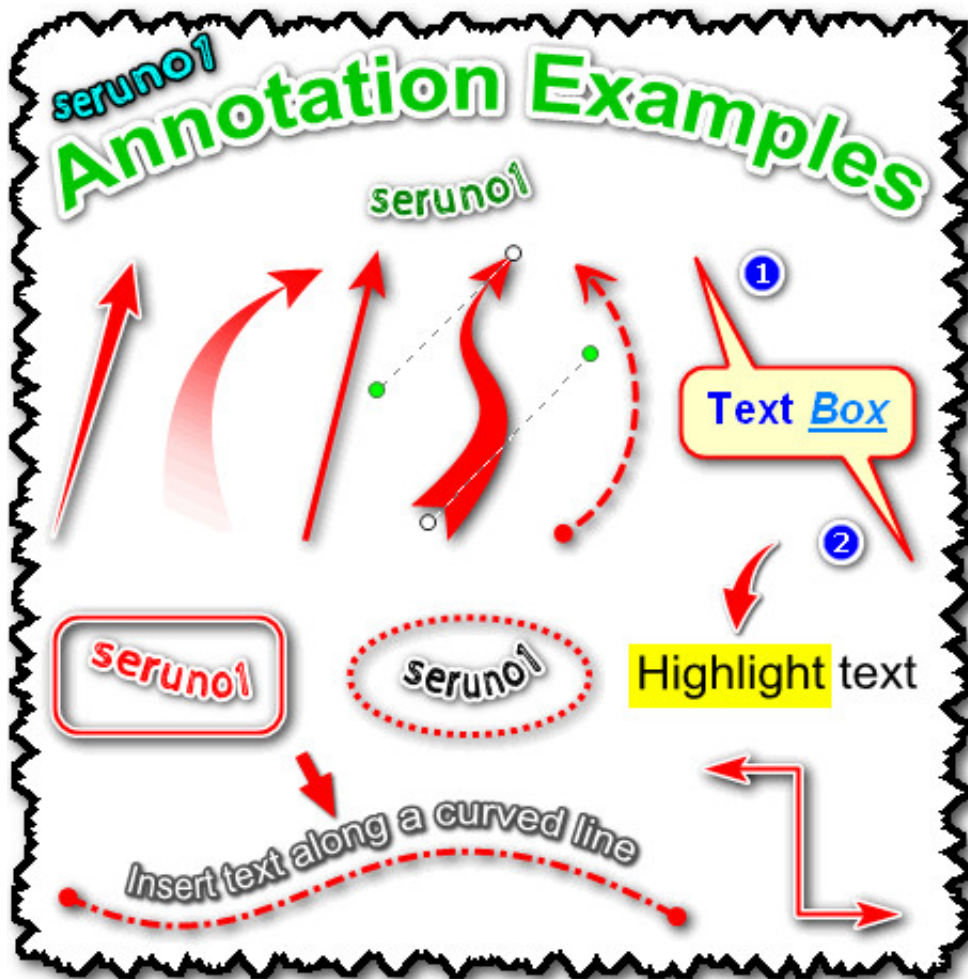 seruno1
Annotation Examples
seruno1
1
Text Box
2
seruno1
seruno1
Highlight text
Insert text along a curved line